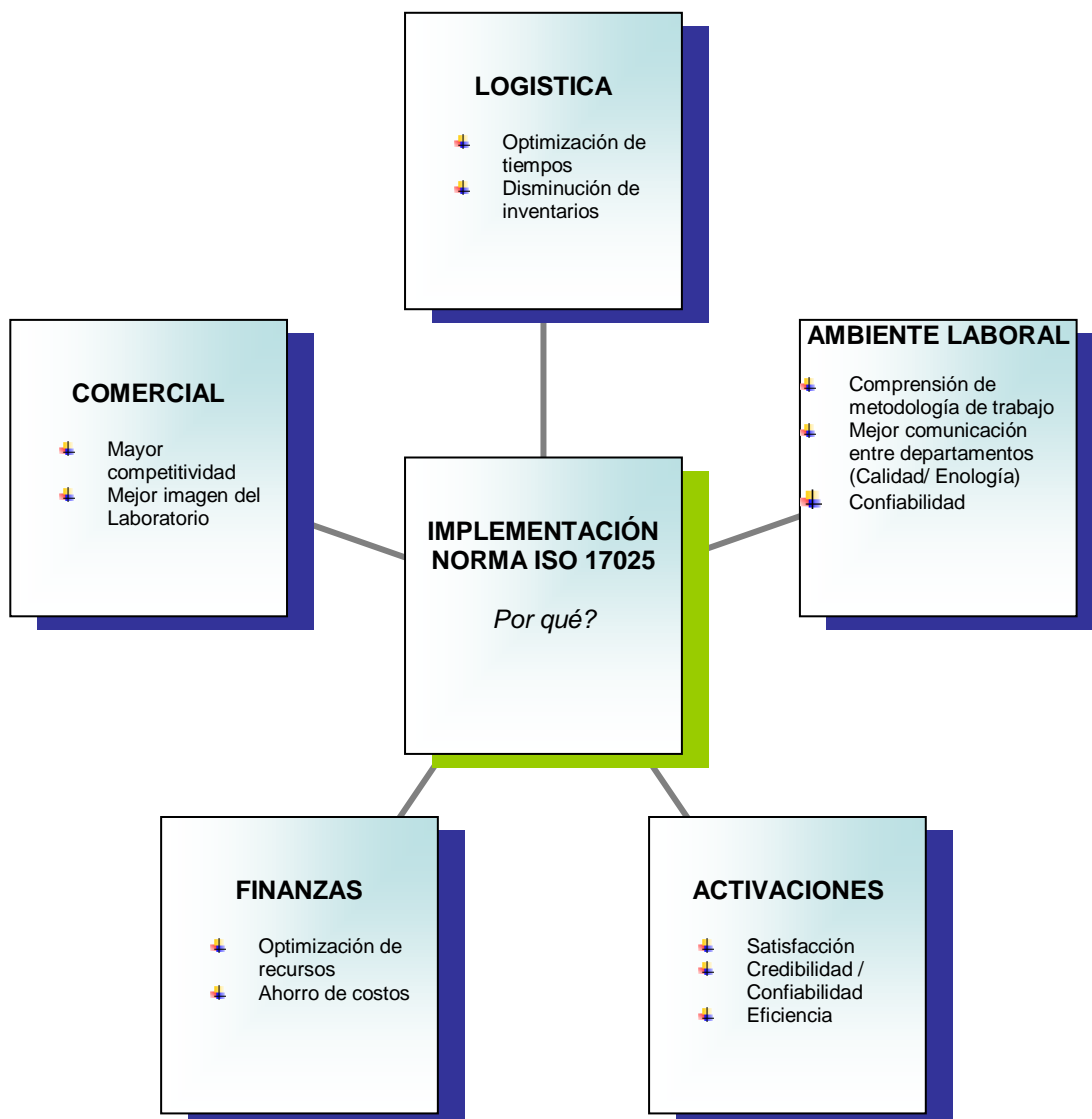 LOGISTICA
Optimización de
tiempos
Disminución de
inventarios
COMERCIAL
Mayor
competitividad
Mejor imagen del
Laboratorio
IMPLEMENTACIÓN
NORMA ISO 17025
Por qué?
AMBIENTE LABORAL
Comprensión de
metodología de trabajo
Mejor comunicación
entre departamentos
(Calidad/ Enología)
Confiabilidad
FINANZAS
Optimización de
recursos
Ahorro de costos
ACTIVACIONES
Satisfacción
Credibilidad /
Confiabilidad
Eficiencia